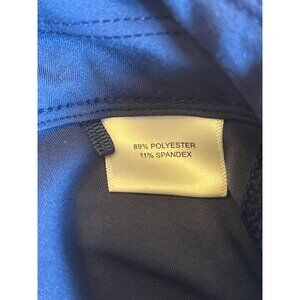 89% POLYESTER
11% SPANDEX